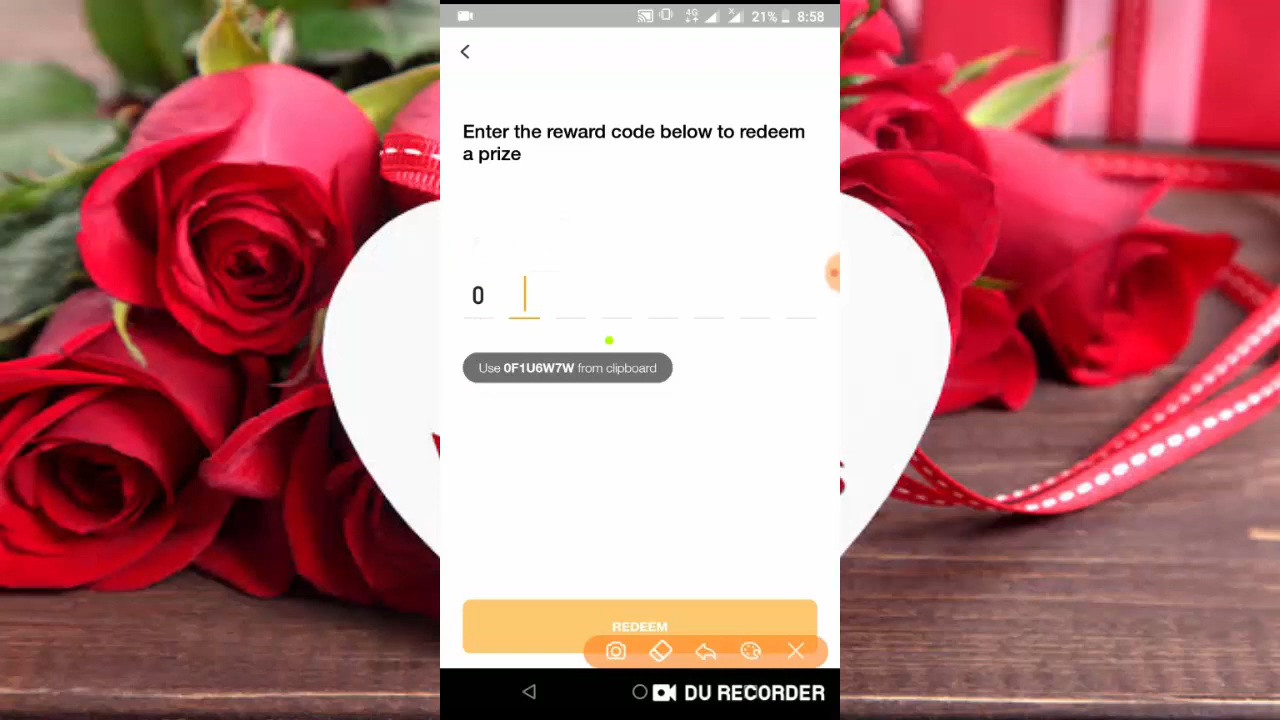 4G 21% 8:58
Enter the reward code below to redeem
a prize
0
Use 0F1U6W7W from clipboard
REDEEM
DU RECORDER